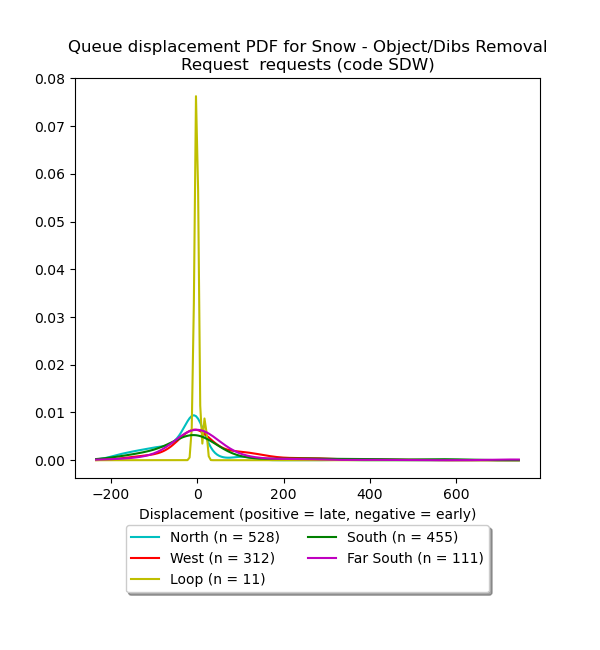 Queue displacement PDF for Snow - Object/Dibs Removal
Request  requests (code SDW)
0.08
0.07
0.06
0.05
0.04
0.03
0.02
0.01
0.00
−200 0 200 400 600
Displacement (positive = late, negative = early)
North (n = 528) South (n = 455)
West (n = 312) Far South (n = 111)
Loop (n = 11)